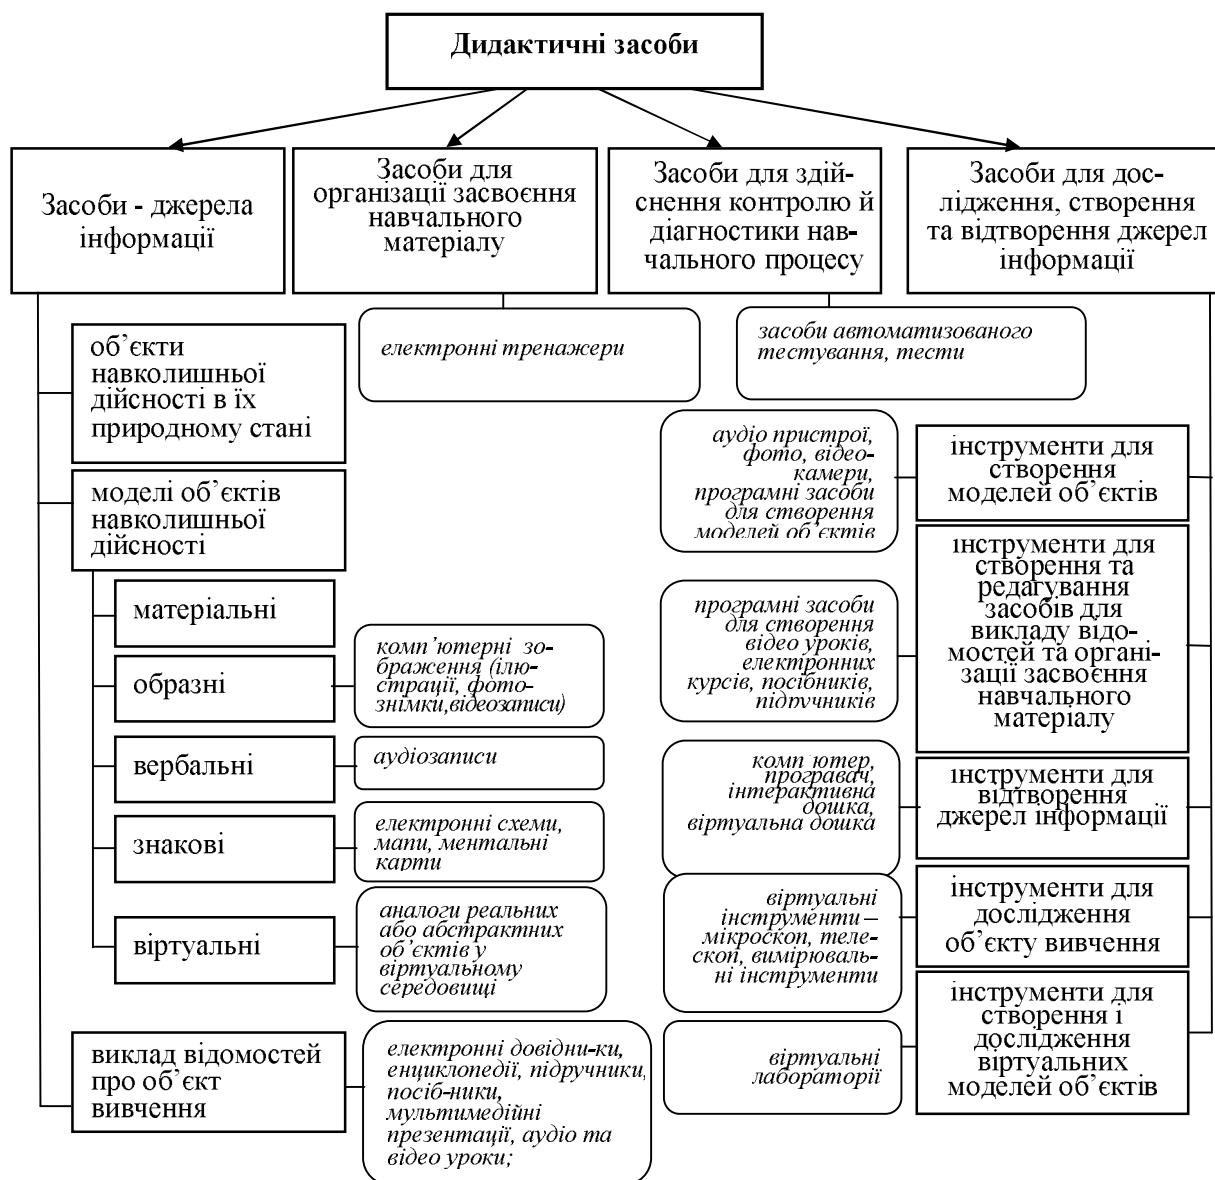 Дидактичні засоби
Засоби - джерела
інформації
Засоби для
організації засвоєння
навчального
матеріалу
Засоби для здій-
снення контролю й
діагностики нав-
чального процесу
Засоби для дос-
лідження, створення
та відтворення джерел
інформації
електронні тренажери
засоби автоматизованого
тестування, тести
об’єкти
навколишньої
дійсності в їх
природному стані
моделі об’єктів
навколишньої
дійсності
матеріальні
образні
комп’ютерні зо-
браження (ілю-
страції, фото-
знімки,відеозаписи)
вербальні
аудіозаписи
знакові
електронні схеми,
мапи, ментальні
карти
віртуальні
аналоги реальних
або абстрактних
об’єктів у
віртуальному
середовищі
виклад відомостей
про об’єкт
вивчення
електронні довідни-ки,
енциклопедії, підручники,
посіб-ники,
мультимедійні
презентації, аудіо та
відео уроки;
аудіо пристрої,
фото, відео-
камери,
програмні засоби
для створення
моделей об’єктів
інструменти для
створення
моделей об’єктів
програмні засоби
для створення
відео уроків,
електронних
курсів, посібників,
підручників
інструменти для
створення та
редагування
засобів для
викладу відо-
мостей та органі-
зації засвоєння
навчального
матеріалу
комп’ютер,
програвач,
інтерактивна
дошка,
віртуальна дошка
інструменти для
відтворення
джерел інформації
віртуальні
інструменти –
мікроскоп, теле-
скоп, вимірюваль-
ні інструменти
інструменти для
дослідження
об’єкту вивчення
віртуальні
лабораторії
інструменти для
створення і
дослідження
віртуальних
моделей об’єктів